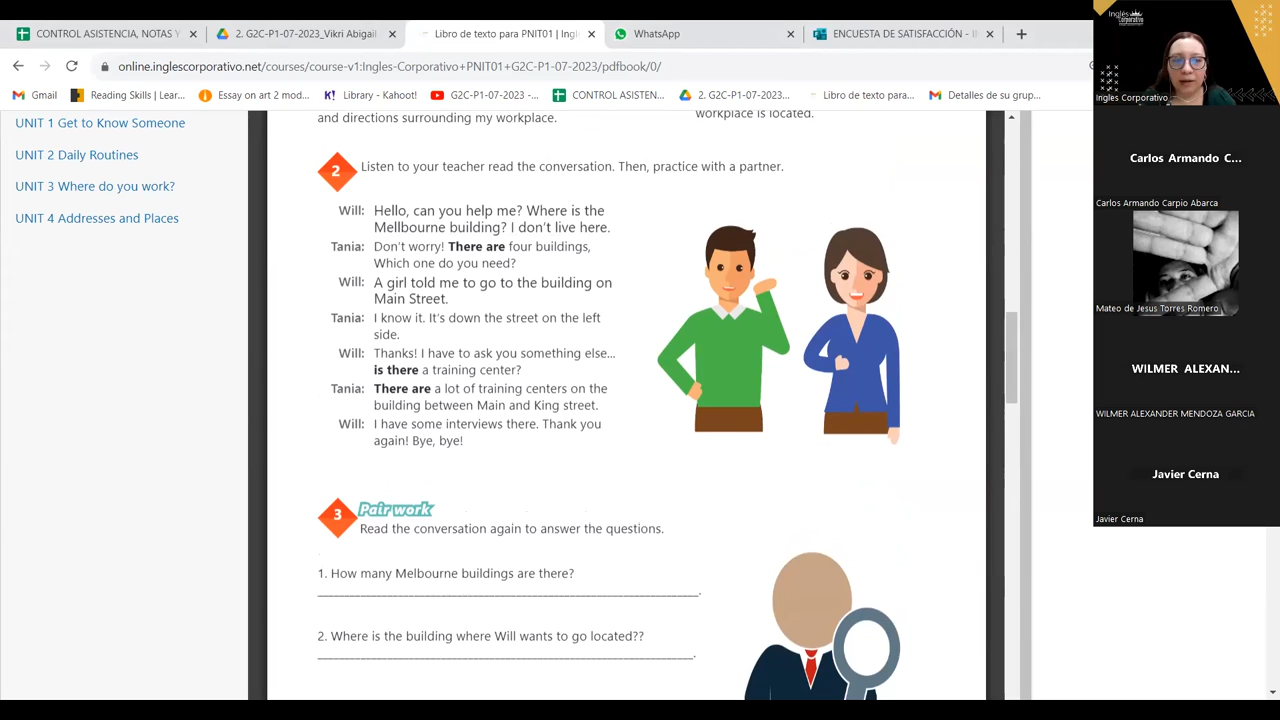 CONTROL ASISTENCIA, NOTAS Y
2. G2C-P1-07-2023_Vikri Abigail
Libro de texto para PNIT01 | Ingl
WhatsApp
ENCUESTA DE SATISFACCIÓN - I
online.inglescorporativo.net/courses/course-v1:Ingles-Corporativo+PNIT01+G2C-P1-07-2023/pdfbook/0/
Gmail
Reading Skills | Lear...
Essay on art 2 mod...
Library - Kahoot!
G2C-P1-07-2023 -...
CONTROL ASISTEN...
2. G2C-P1-07-2023...
Libro de texto para...
Detalles de su grup...
UNIT 1 Get to Know Someone
UNIT 2 Daily Routines
UNIT 3 Where do you work?
UNIT 4 Addresses and Places
and directions surrounding my workplace.
workplace is located.
2
Listen to your teacher read the conversation. Then, practice with a partner.
Will: Hello, can you help me? Where is the
Mellbourne building? I don't live here.
Tania: Don't worry! There are four buildings,
Which one do you need?
Will: A girl told me to go to the building on
Main Street.
Tania: I know it. It's down the street on the left
side.
Will: Thanks! I have to ask you something else...
is there a training center?
Tania: There are a lot of training centers on the
building between Main and King street.
Will: I have some interviews there. Thank you
again! Bye, bye!
3
Pair work
Read the conversation again to answer the questions.
1. How many Melbourne buildings are there?
2. Where is the building where Will wants to go located??
Inglés
Corporativo
Ingles Corporativo
Carlos Armando C...
Carlos Armando Carpio Abarca
Mateo de Jesus Torres Romero
WILMER ALEXAN...
WILMER ALEXANDER MENDOZA GARCIA
Javier Cerna
Javier Cerna